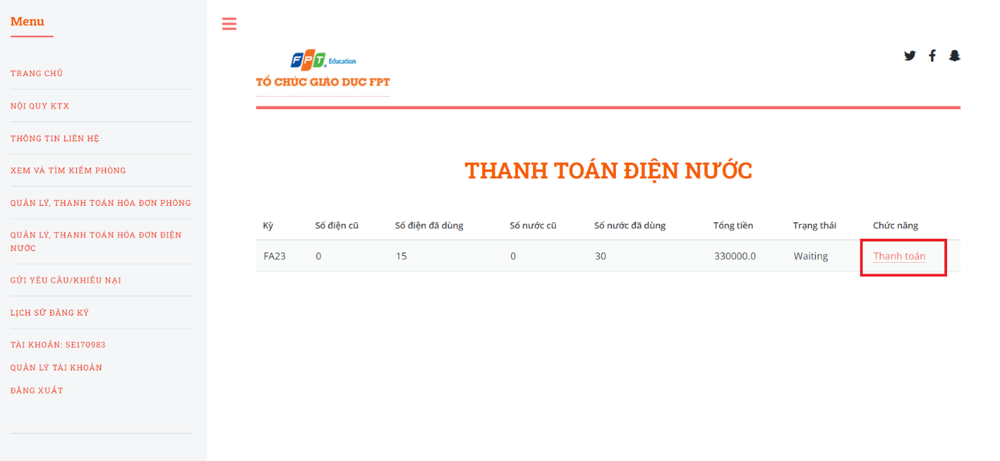 Menu
TRANG CHỦ
NỘI QUY KTX
THÔNG TIN LIÊN HỆ
XEM VÀ TÌM KIẾM PHÒNG
QUẢN LÝ, THANH TOÁN HÓA ĐƠN PHÒNG
QUẢN LÝ, THANH TOÁN HÓA ĐƠN ĐIỆN
NƯỚC
GỬI YÊU CẦU/KHIẾU NẠI
LỊCH SỬ ĐĂNG KÝ
TÀI KHOẢN: SE170983
QUẢN LÝ TÀI KHOẢN
ĐĂNG XUẤT
FPT Education
TỔ CHỨC GIÁO DỤC FPT
THANH TOÁN ĐIỆN NƯỚC
Kỳ Số điện cũ Số điện đã dùng Số nước cũ Số nước đã dùng Tổng tiền Trạng thái Chức năng
FA23 0 15 0 30 330000.0 Waiting Thanh toán